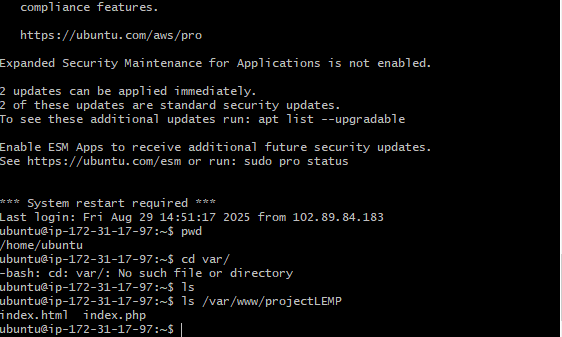 compliance features.
https://ubuntu.com/aws/pro
Expanded Security Maintenance for Applications is not enabled.
2 updates can be applied immediately.
2 of these updates are standard security updates.
To see these additional updates run: apt list --upgradable
Enable ESM Apps to receive additional future security updates.
See https://ubuntu.com/esm or run: sudo pro status
*** System restart required ***
Last login: Fri Aug 29 14:51:17 2025 from 102.89.84.183
ubuntu@ip-172-31-17-97:~$ pwd
/home/ubuntu
ubuntu@ip-172-31-17-97:~$ cd var/
-bash: cd: var/: No such file or directory
ubuntu@ip-172-31-17-97:~$ ls
ubuntu@ip-172-31-17-97:~$ ls /var/www/projectLEMP
index.html  index.php
ubuntu@ip-172-31-17-97:~$